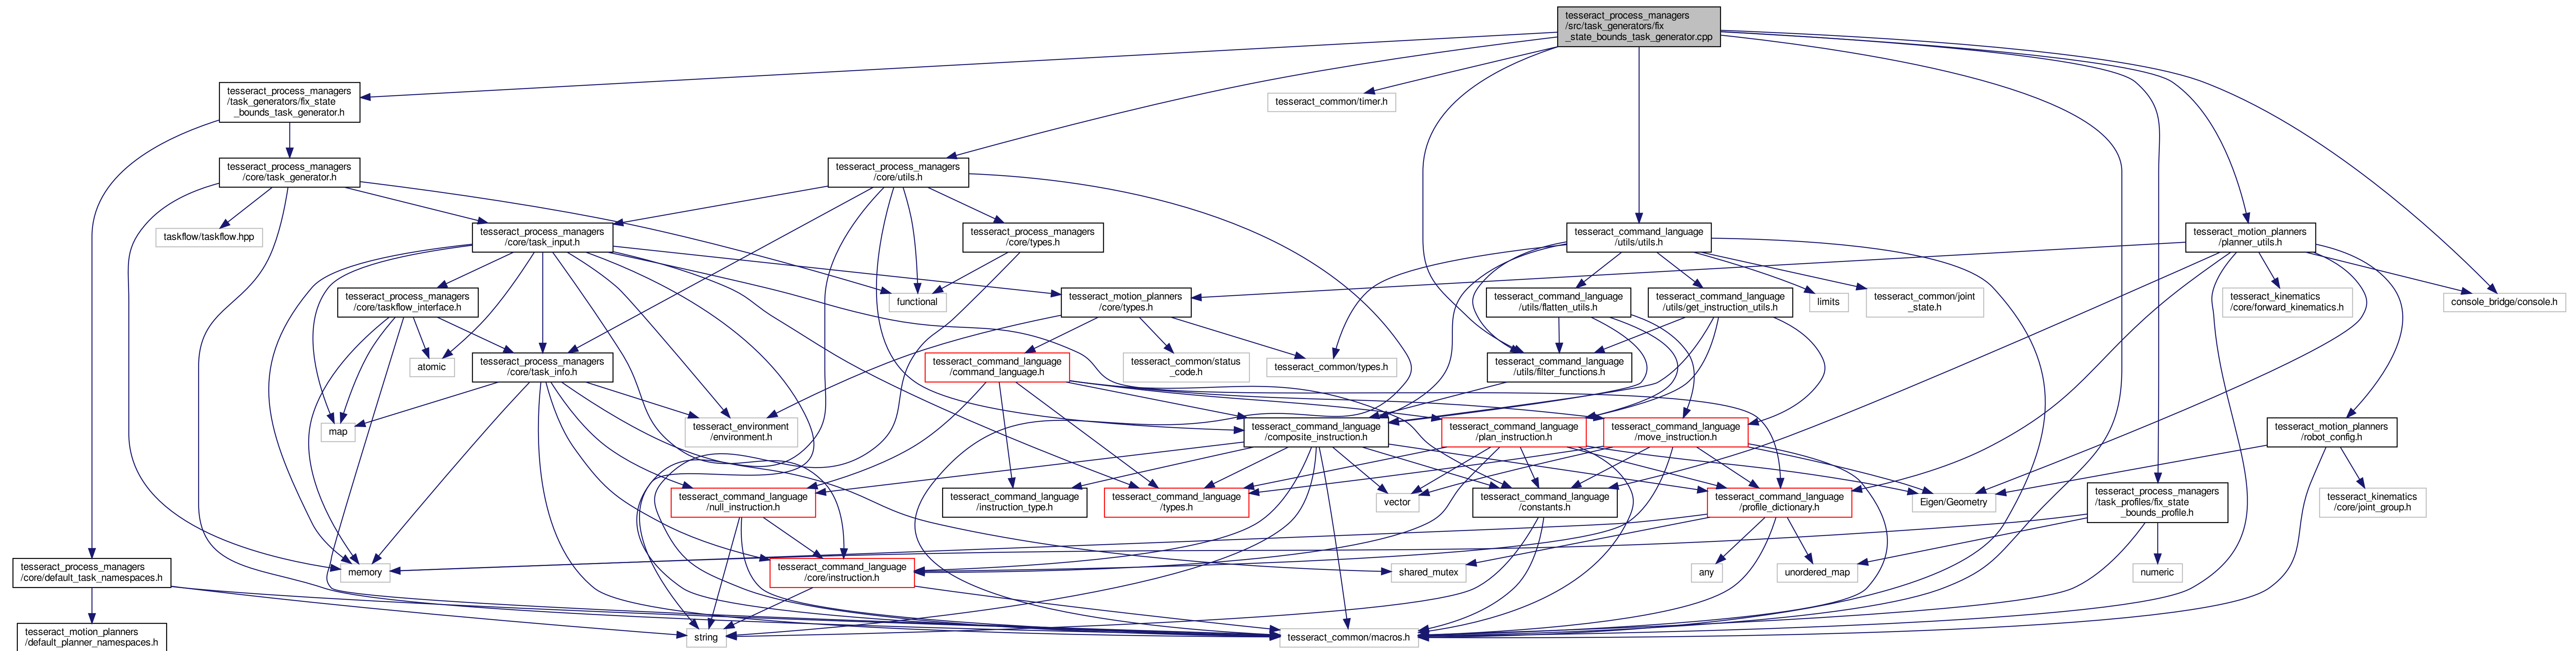 tesseract_process_managers
/src/task_generators/fix
_state_bounds_task_generator.cpp
tesseract_process_managers
/task_generators/fix_state
_bounds_task_generator.h
tesseract_common/timer.h
tesseract_process_managers
/core/task_generator.h
tesseract_process_managers
/core/utils.h
taskflow/taskflow.hpp
tesseract_process_managers
/core/task_input.h
tesseract_process_managers
/core/types.h
tesseract_command_language
/utils/utils.h
tesseract_motion_planners
/planner_utils.h
tesseract_process_managers
/core/taskflow_interface.h
functional
tesseract_motion_planners
/core/types.h
tesseract_command_language
/utils/flatten_utils.h
tesseract_command_language
/utils/get_instruction_utils.h
limits
tesseract_common/joint
_state.h
tesseract_kinematics
/core/forward_kinematics.h
console_bridge/console.h
atomic
tesseract_process_managers
/core/task_info.h
tesseract_command_language
/command_language.h
tesseract_common/status
_code.h
tesseract_common/types.h
tesseract_command_language
/utils/filter_functions.h
map
tesseract_environment
/environment.h
tesseract_command_language
/composite_instruction.h
tesseract_command_language
/plan_instruction.h
tesseract_command_language
/move_instruction.h
tesseract_motion_planners
/robot_config.h
tesseract_command_language
/null_instruction.h
tesseract_command_language
/instruction_type.h
tesseract_command_language
/types.h
vector
tesseract_command_language
/constants.h
tesseract_command_language
/profile_dictionary.h
Eigen/Geometry
tesseract_process_managers
/task_profiles/fix_state
_bounds_profile.h
tesseract_kinematics
/core/joint_group.h
tesseract_process_managers
/core/default_task_namespaces.h
memory
tesseract_command_language
/core/instruction.h
shared_mutex
any
unordered_map
numeric
tesseract_motion_planners
/default_planner_namespaces.h
string
tesseract_common/macros.h